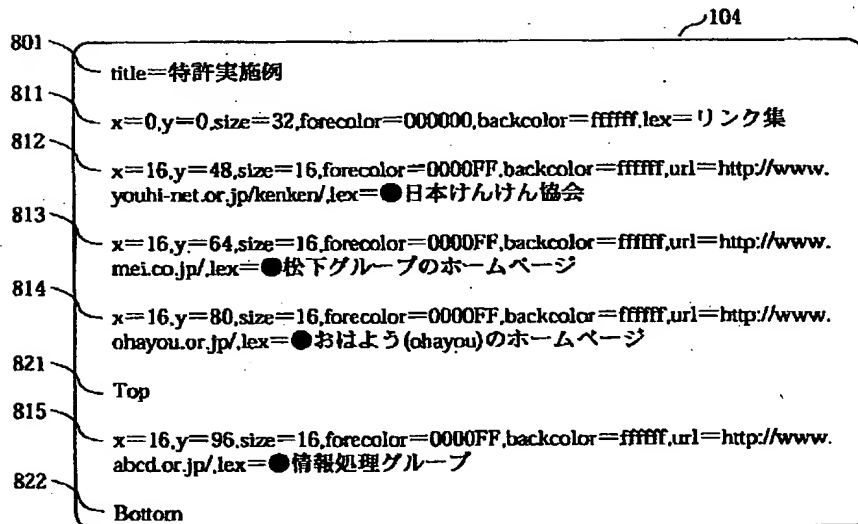 104
801
title=特許実施例
811
x=0,y=0,size=32,forecolor=000000,backcolor=ffffff,lex=リンク集
812
x=16,y=48,size=16,forecolor=0000FF,backcolor=ffffff,url=http://www.
youhi-net.or.jp/kenken/,lex=●日本けんけん協会
813
x=16,y=64,size=16,forecolor=0000FF,backcolor=ffffff,url=http://www.
mei.co.jp/,lex=●松下グループのホームページ
814
x=16,y=80,size=16,forecolor=0000FF,backcolor=ffffff,url=http://www.
ohayou.or.jp/,lex=●おはよう(ohayou)のホームページ
821
Top
815
x=16,y=96,size=16,forecolor=0000FF,backcolor=ffffff,url=http://www.
abcd.or.jp/,lex=●情報処理グループ
822
Bottom